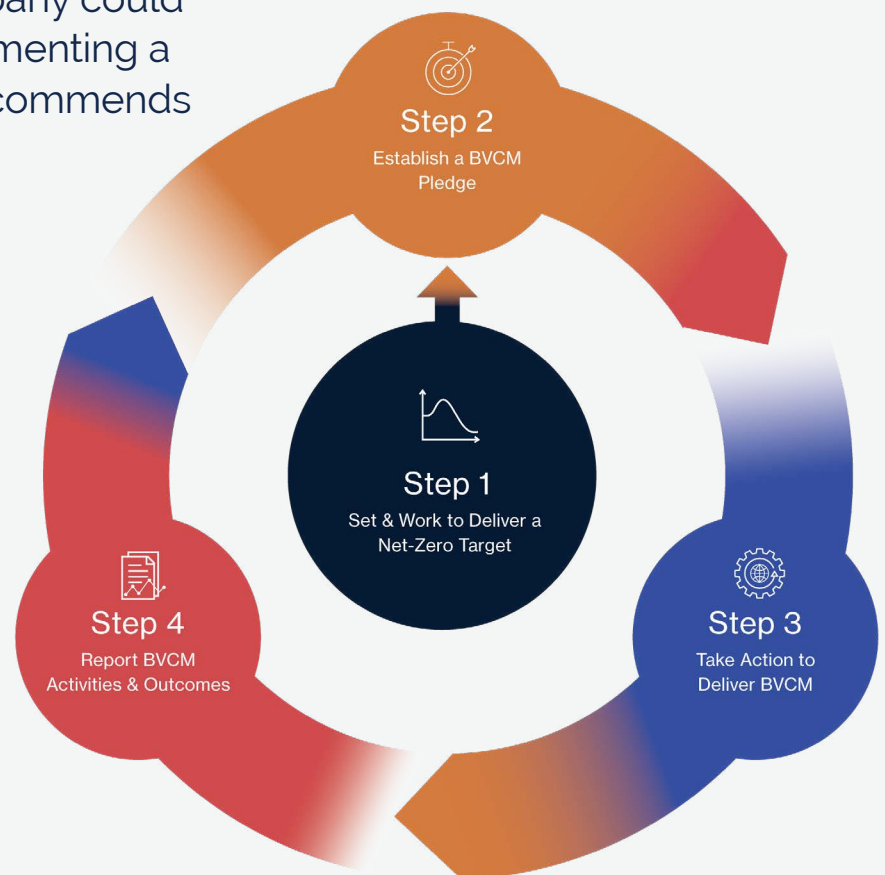 pany could
menting a
commends
Step 2
Establish a BVCM
Pledge
Step 1
Set & Work to Deliver a
Net-Zero Target
Step 4
Report BVCM
Activities & Outcomes
Step 3
Take Action to
Deliver BVCM